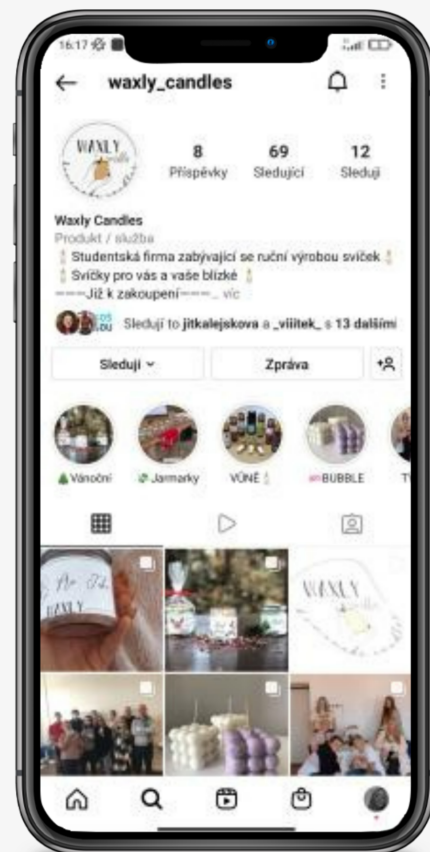 16:17
waxly_candles
WAXLY
8
69
12
Příspěvky
Sledující
Sleduji
Waxly Candles
Produkt / služba
Studentská firma zabývající se ruční výrobou svíček
Svíčky pro vás a vaše blízké
———Již k zakoupení———... víc
Sledují to jitkalejskova a _viiitek_ s 13 dalšími
Sleduji
Zpráva
Vánoční
Jarmarky
VŮNĚ
BUBBLE
WAXLY
WAXLY